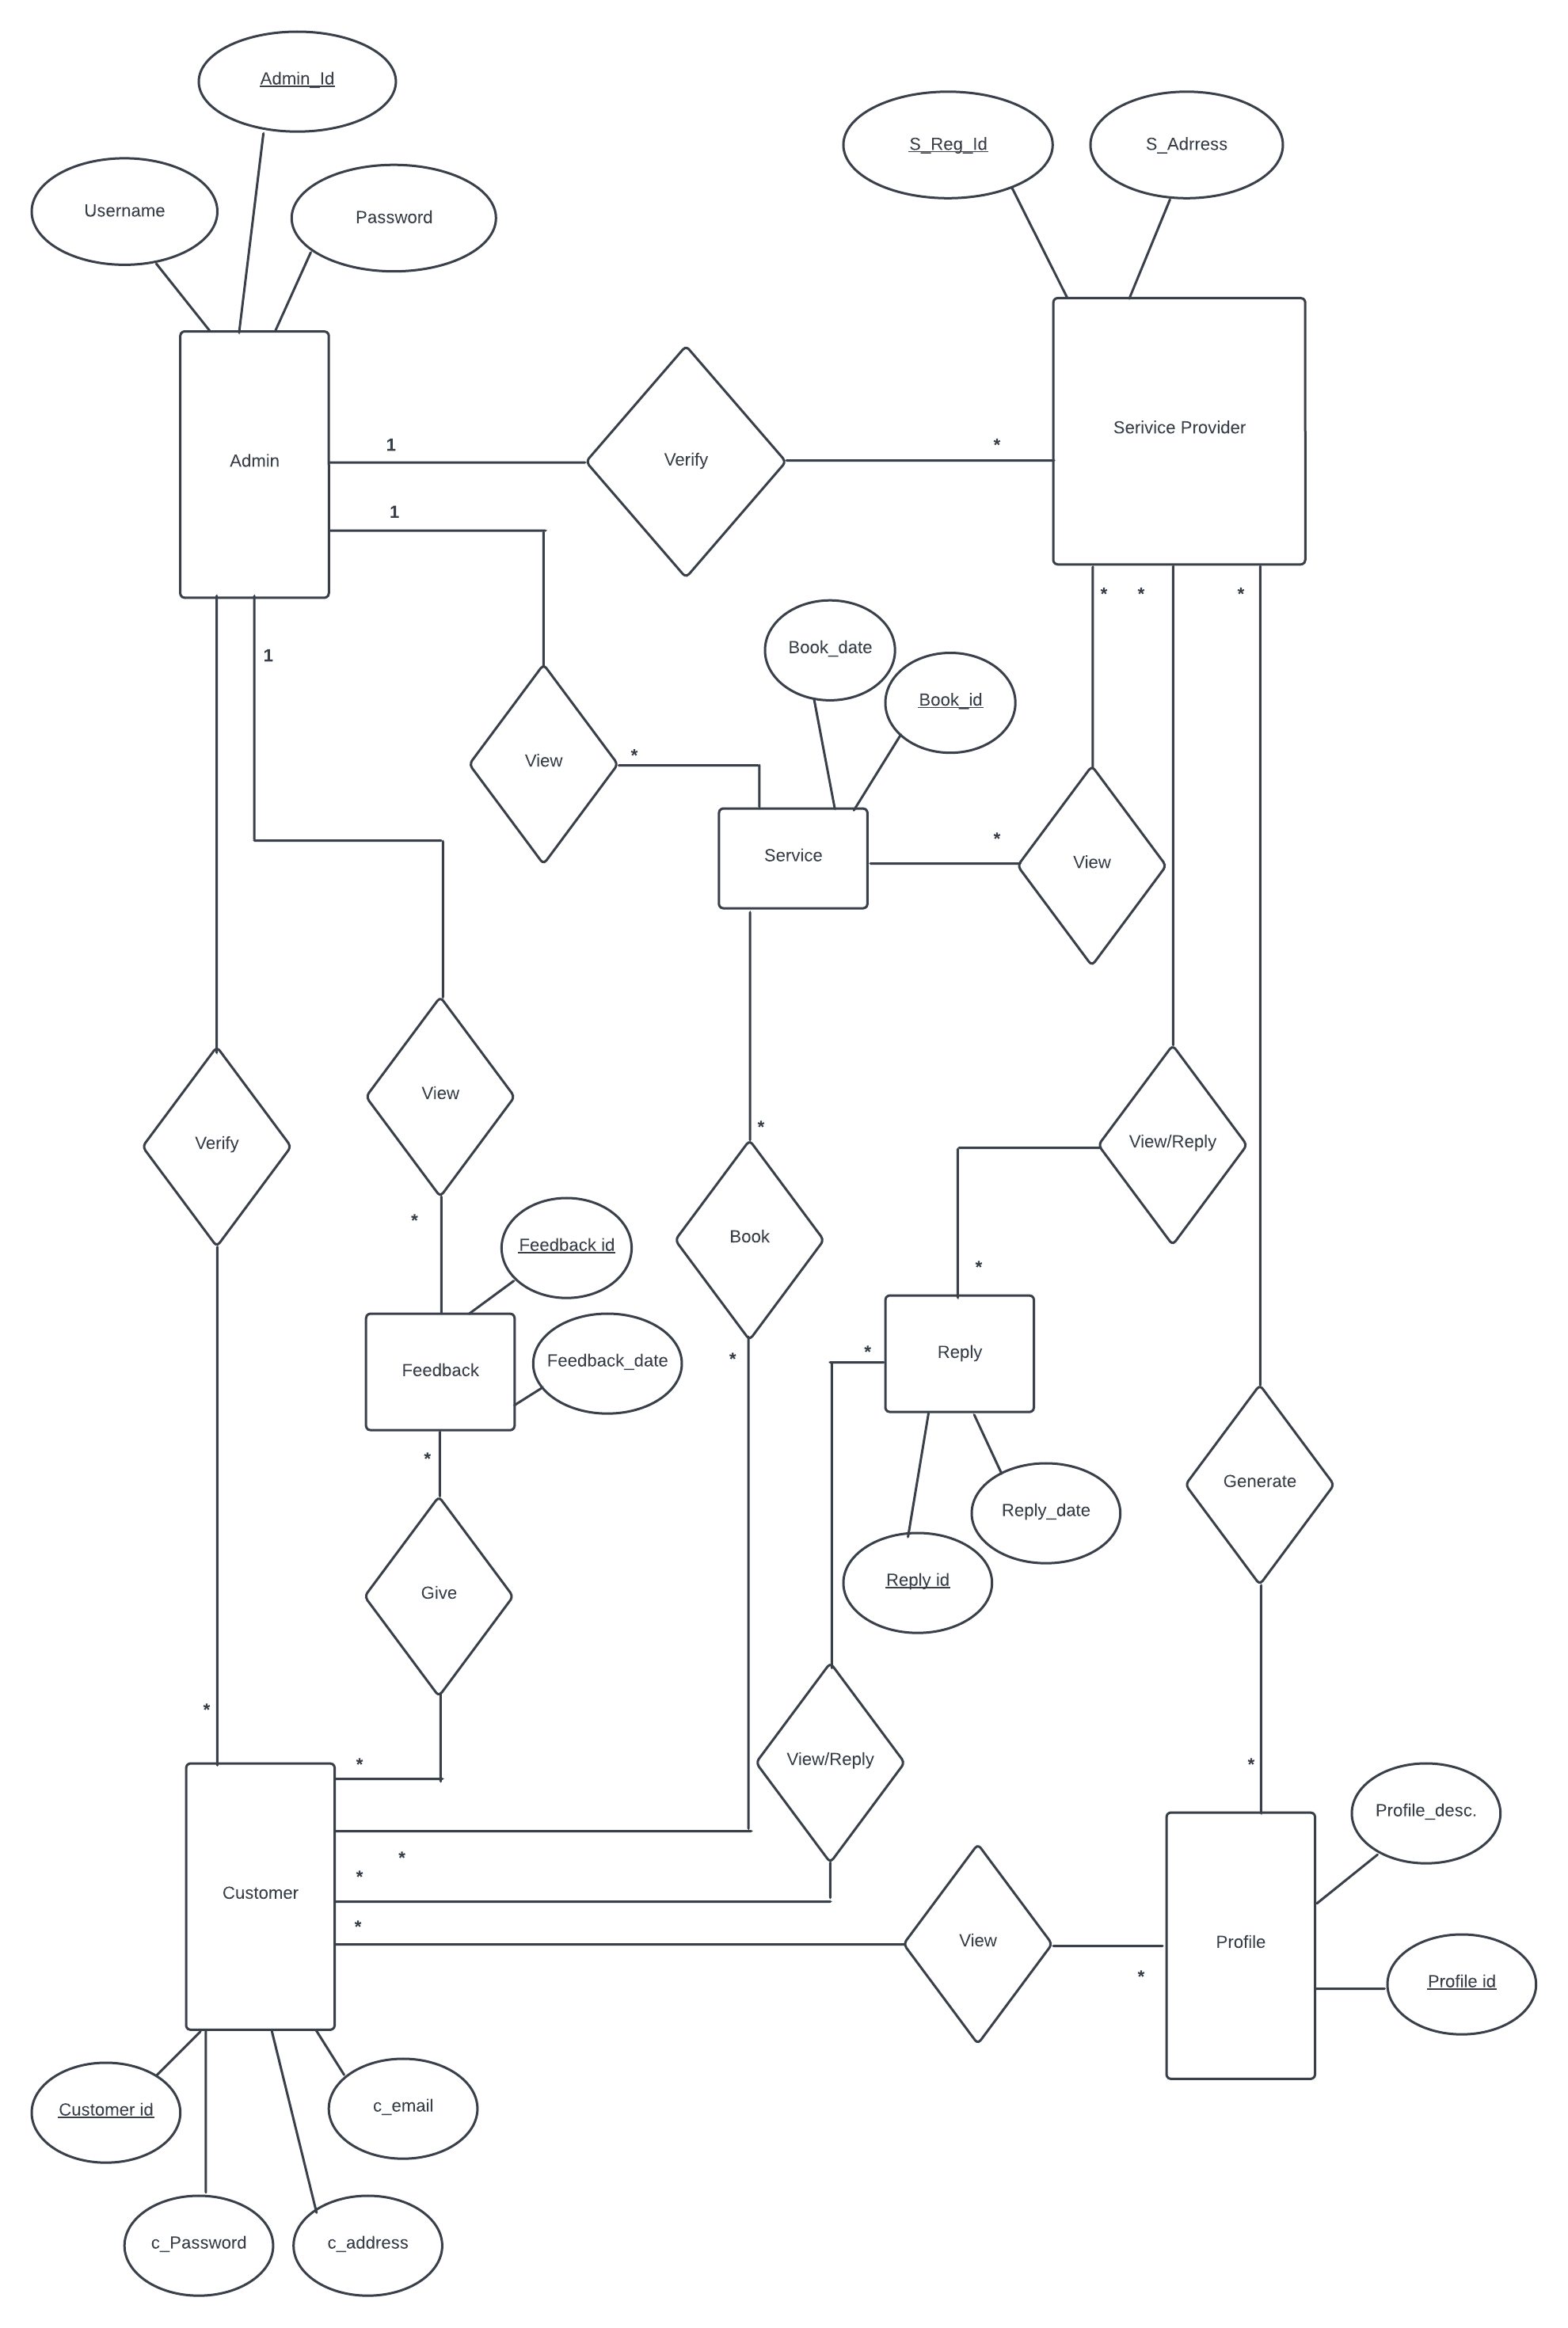 Admin_Id
S_Reg_Id
S_Adrress
Username
Password
Serivice Provider
1
*
Admin
Verify
1
*
*
*
Book_date
1
Book_id
*
View
*
Service
View
View
*
View/Reply
Verify
*
Book
Feedback id
*
*
Reply
*
Feedback_date
Feedback
*
Generate
Reply_date
Reply id
Give
*
View/Reply
*
*
Profile_desc.
*
*
Customer
*
View
Profile
*
Profile id
c_email
Customer id
c_Password
c_address